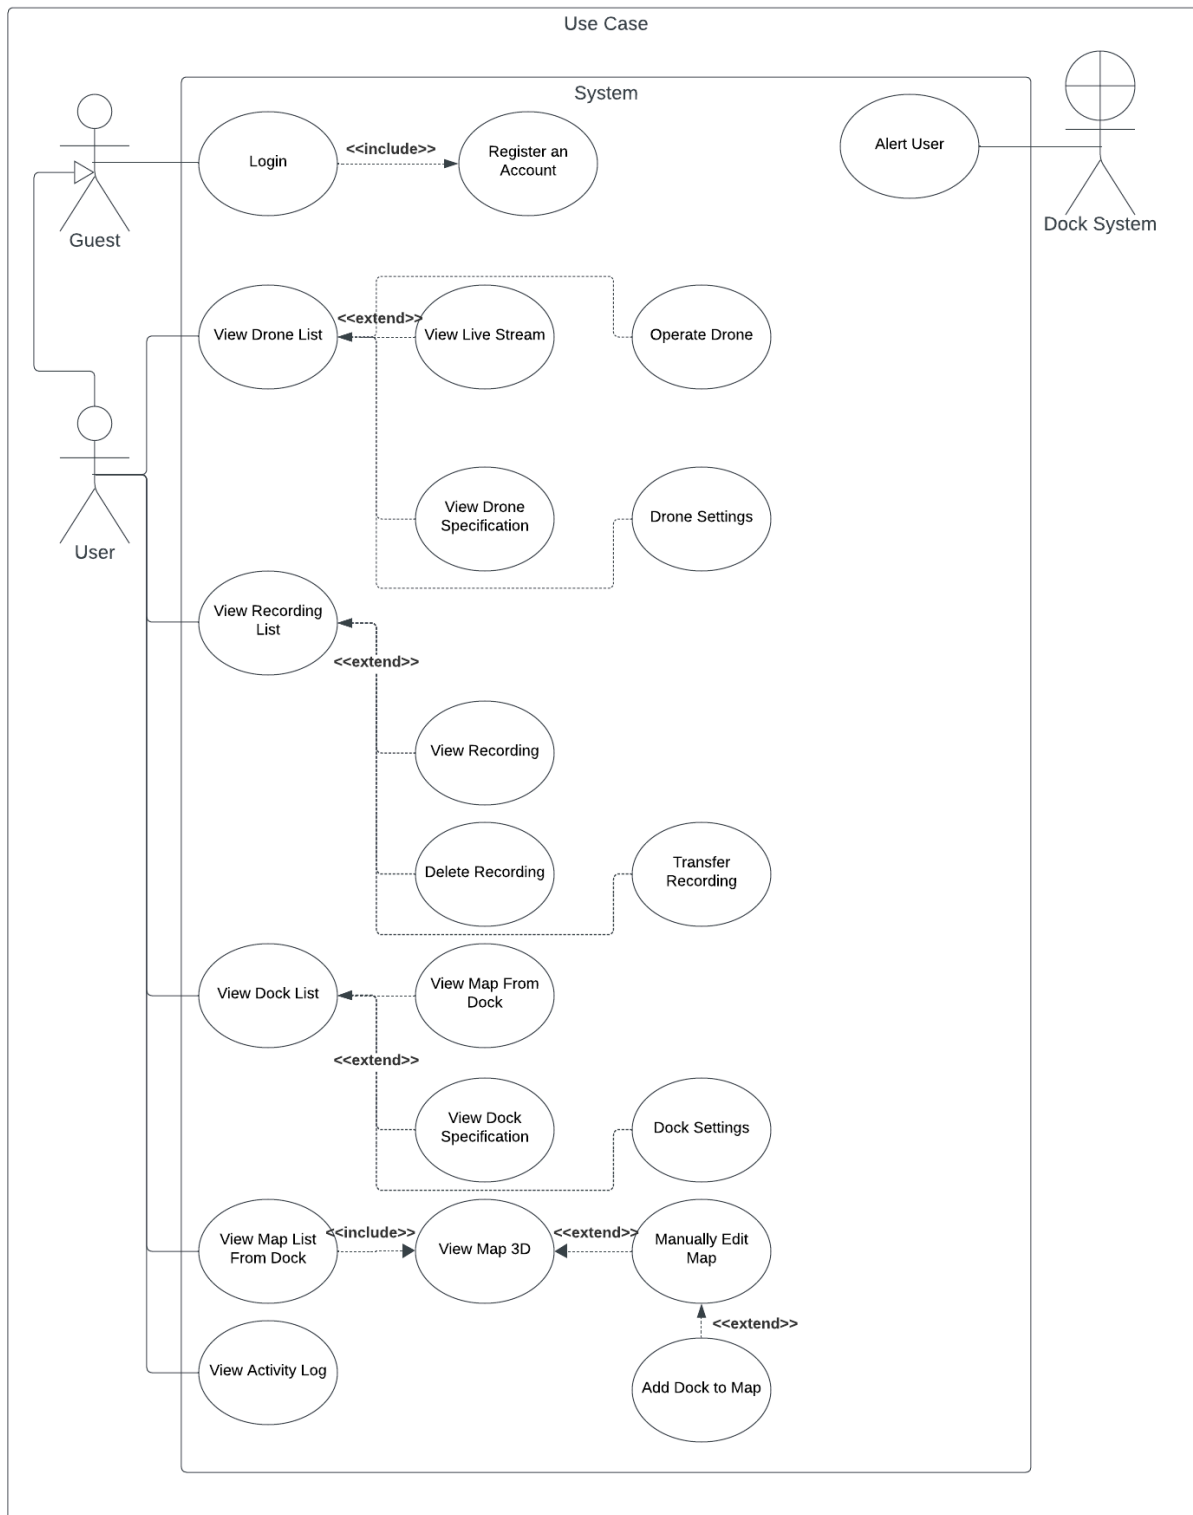 Use Case
System
Login
<<include>>
Register an
Account
Alert User
Guest
Dock System
View Drone List
<<extend>>
View Live Stream
Operate Drone
View Drone
Specification
Drone Settings
User
View Recording
List
<<extend>>
View Recording
Delete Recording
Transfer
Recording
View Dock List
View Map From
Dock
<<extend>>
View Dock
Specification
Dock Settings
View Map List
From Dock
<<include>>
View Map 3D
<<extend>>
Manually Edit
Map
<<extend>>
View Activity Log
Add Dock to Map